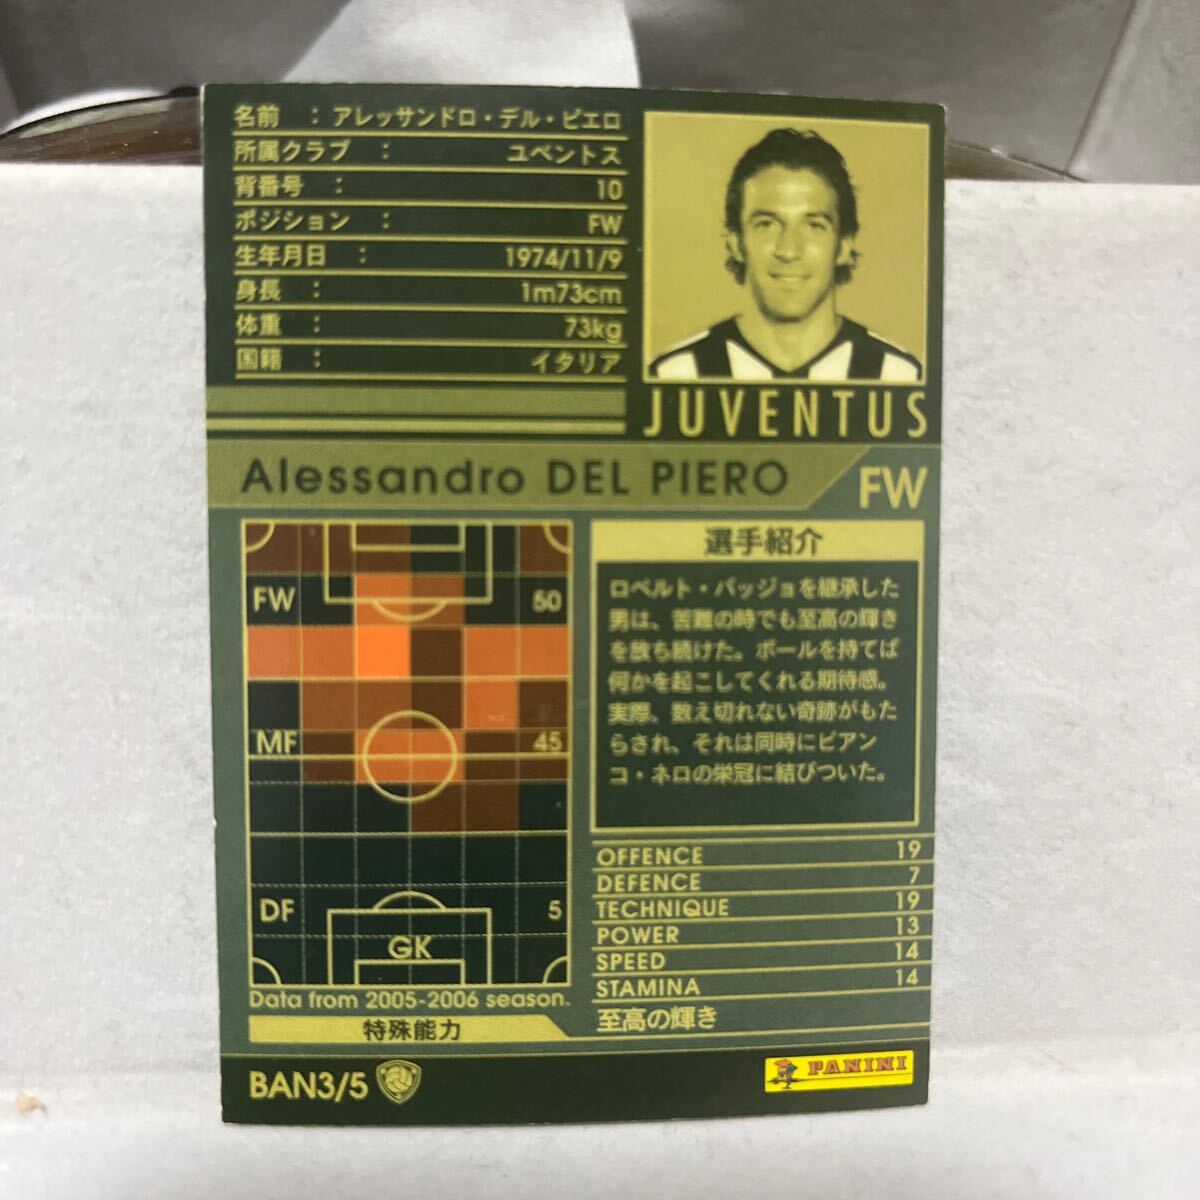 名前 : アレッサンドロ・デル・ピエロ
所属クラブ : ユベントス
背番号 : 10
ポジション : FW
生年月日 : 1974/11/9
身長 : 1m73cm
体重 : 73kg
国籍 : イタリア
JUVENTUS
Alessandro DEL PIERO
FW
FW 50
MF 45
DF 5
GK
Data from 2005-2006 season.
選手紹介
ロベルト・バッジョを継承した
男は、苦難の時でも至高の輝き
を放ち続けた。ボールを持てば
何かを起こしてくれる期待感。
実際、数え切れない奇跡がもた
らされ、それは同時にビアン
コ・ネロの栄冠に結びついた。
OFFENCE 19
DEFENCE 7
TECHNIQUE 19
POWER 13
SPEED 14
STAMINA 14
特殊能力
至高の輝き
BAN3/5
PANINI